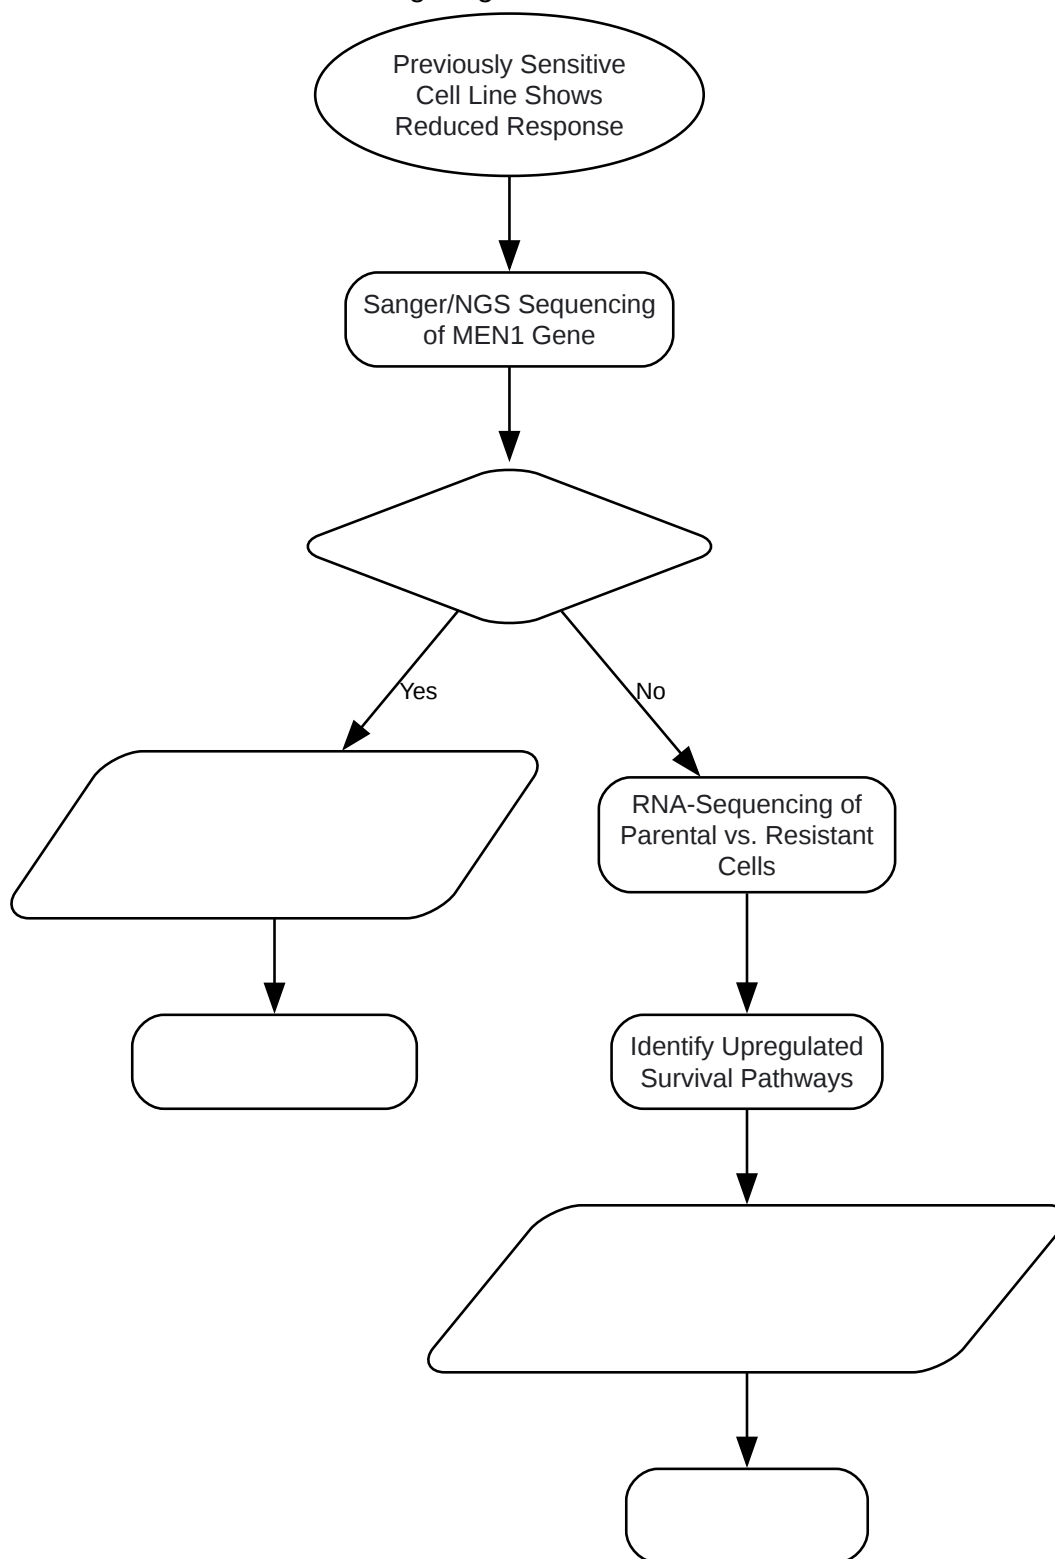 Previously Sensitive
Cell Line Shows
Reduced Response
Sanger/NGS Sequencing
of MEN1 Gene
Yes
No
RNA-Sequencing of
Parental vs. Resistant
Cells
Identify Upregulated
Survival Pathways